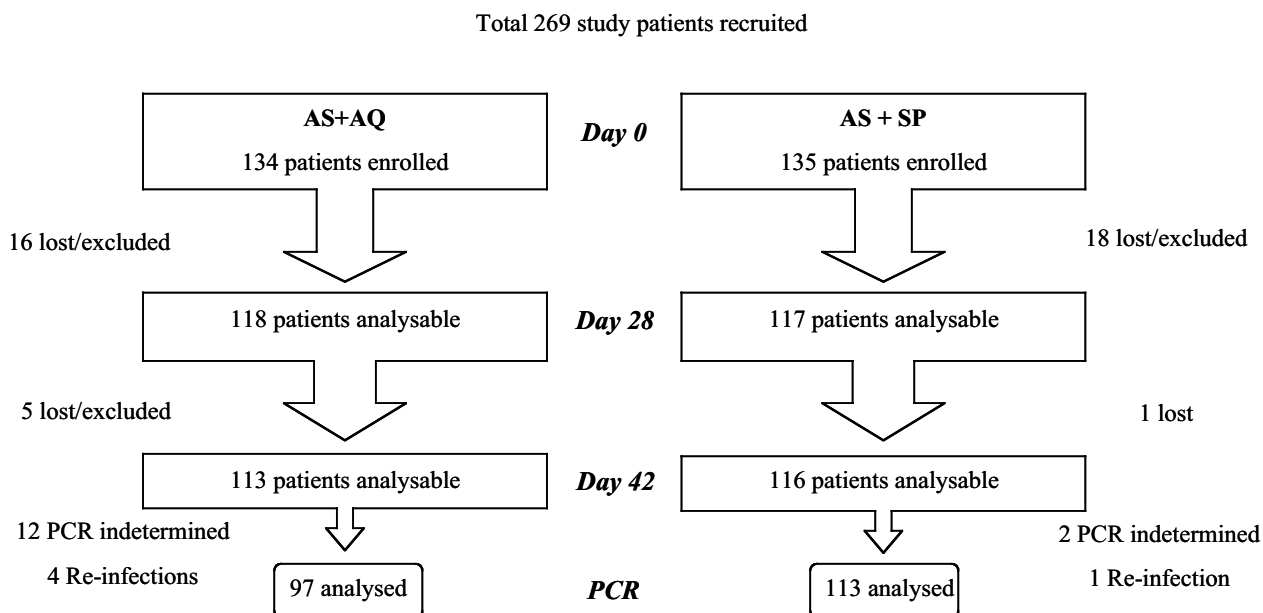 Total 269 study patients recruited
AS+AQ
134 patients enrolled
Day 0
AS + SP
135 patients enrolled
16 lost/excluded
18 lost/excluded
118 patients analysable
Day 28
117 patients analysable
5 lost/excluded
1 lost
113 patients analysable
Day 42
116 patients analysable
12 PCR indetermined
4 Re-infections
2 PCR indetermined
1 Re-infection
97 analysed
PCR
113 analysed